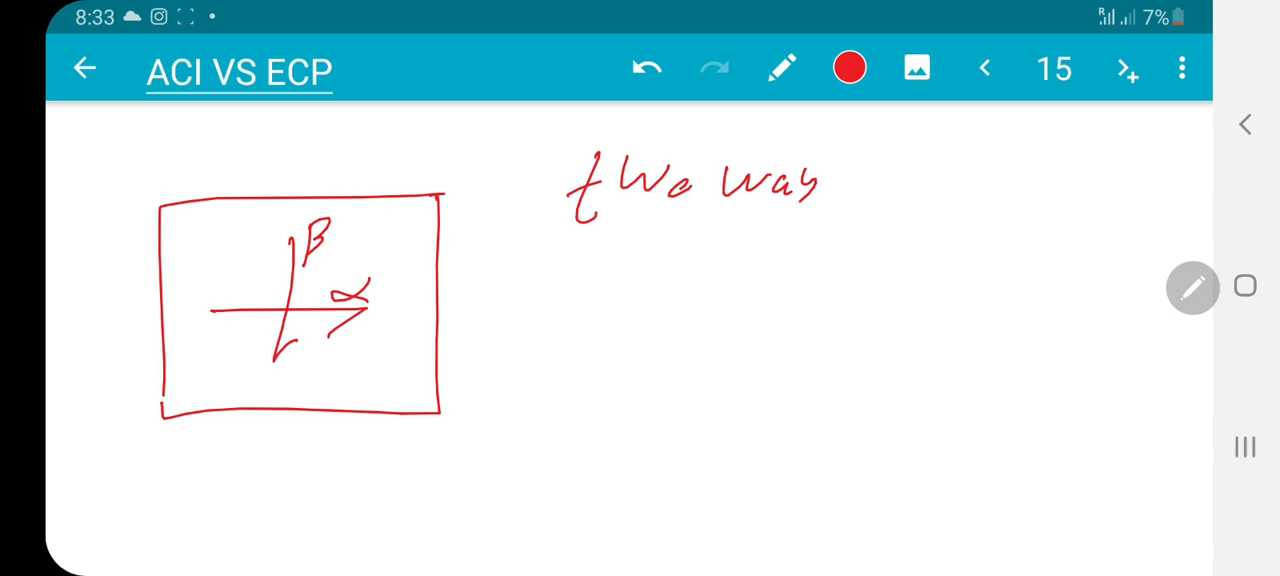 8:33 7%
ACI VS ECP 15
two way
β
α